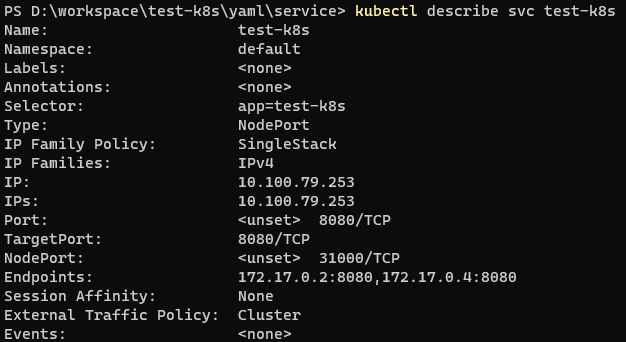 PS D:\workspace\test-k8s\yaml\service> kubectl describe svc test-k8s
Name:                     test-k8s
Namespace:                default
Labels:                   <none>
Annotations:              <none>
Selector:                 app=test-k8s
Type:                     NodePort
IP Family Policy:         SingleStack
IP Families:              IPv4
IP:                       10.100.79.253
IPs:                      10.100.79.253
Port:                     <unset>  8080/TCP
TargetPort:               8080/TCP
NodePort:                 <unset>  31000/TCP
Endpoints:                172.17.0.2:8080,172.17.0.4:8080
Session Affinity:         None
External Traffic Policy:  Cluster
Events:                   <none>